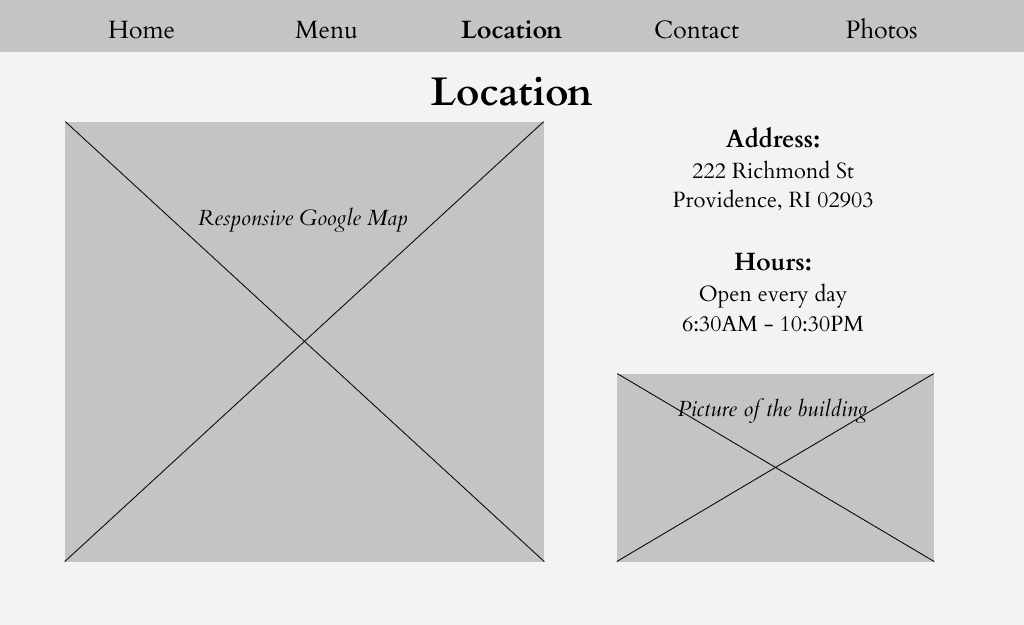 Home Menu Location Contact Photos
Location
Responsive Google Map
Address:
222 Richmond St
Providence, RI 02903
Hours:
Open every day
6:30AM - 10:30PM
Picture of the building